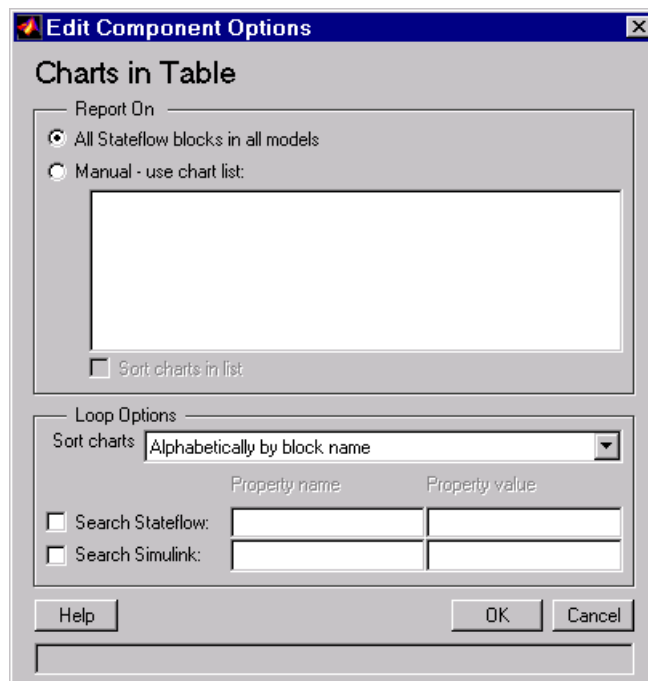 Edit Component Options
Charts in Table
Report On
All Stateflow blocks in all models
Manual - use chart list:
Sort charts in list
Loop Options
Sort charts Alphabetically by block name
Property name Property value
Search Stateflow:
Search Simulink:
Help OK Cancel